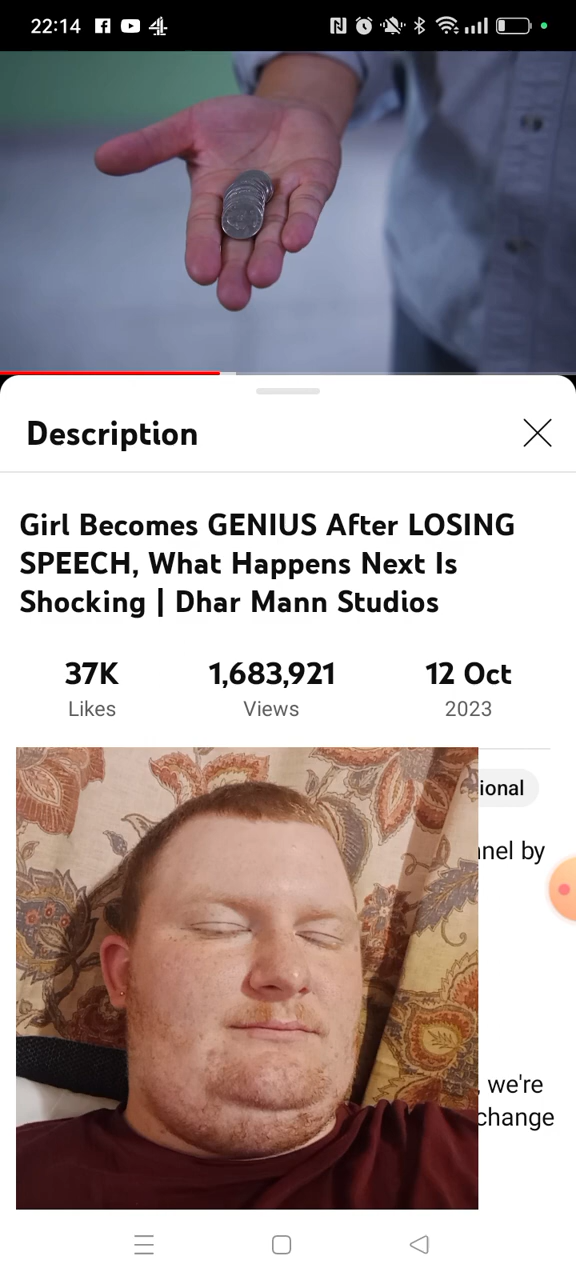 22:14
Description
Girl Becomes GENIUS After LOSING
SPEECH, What Happens Next Is
Shocking | Dhar Mann Studios
37K 1,683,921 12 Oct
Likes Views 2023
ional
nnel by
, we're
change